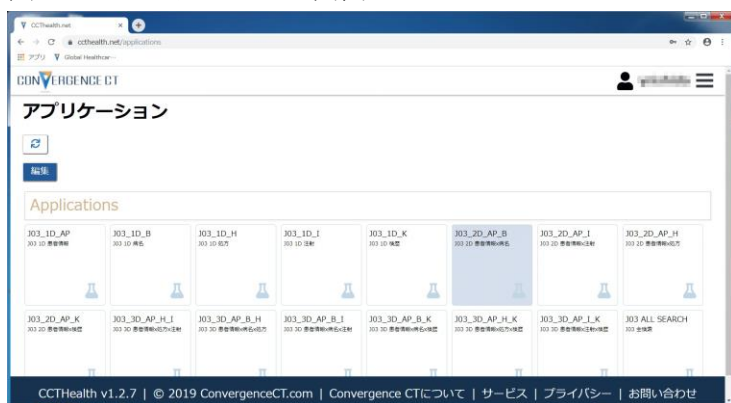 CCTHealth.net
ccthealth.net/applications
アプリ Global Healthcar…
CONVERGENCE CT
アプリケーション
編集
Applications
J03_1D_AP J03_1D_B J03_1D_H J03_1D_I J03_1D_K J03_2D_AP_B J03_2D_AP_I J03_2D_AP_H
J03 1D 患者情報 J03 1D 病名 J03 1D 処方 J03 1D 注射 J03 1D 検歴 J03 2D 患者情報x病名 J03 2D 患者情報x注射 J03 2D 患者情報x処方
J03_2D_AP_K J03_3D_AP_H_I J03_3D_AP_B_H J03_3D_AP_B_I J03_3D_AP_B_K J03_3D_AP_H_K J03_3D_AP_I_K J03 ALL SEARCH
J03 2D 患者情報x検歴 J03 3D 患者情報x処方x注射 J03 3D 患者情報x病名x処方 J03 3D 患者情報x病名x注射 J03 3D 患者情報x病名x検歴 J03 3D 患者情報x処方x検歴 J03 3D 患者情報x注射x検歴 J03 全検索
CCTHealth v1.2.7 | © 2019 ConvergenceCT.com | Convergence CTについて | サービス | プライバシー | お問い合わせ